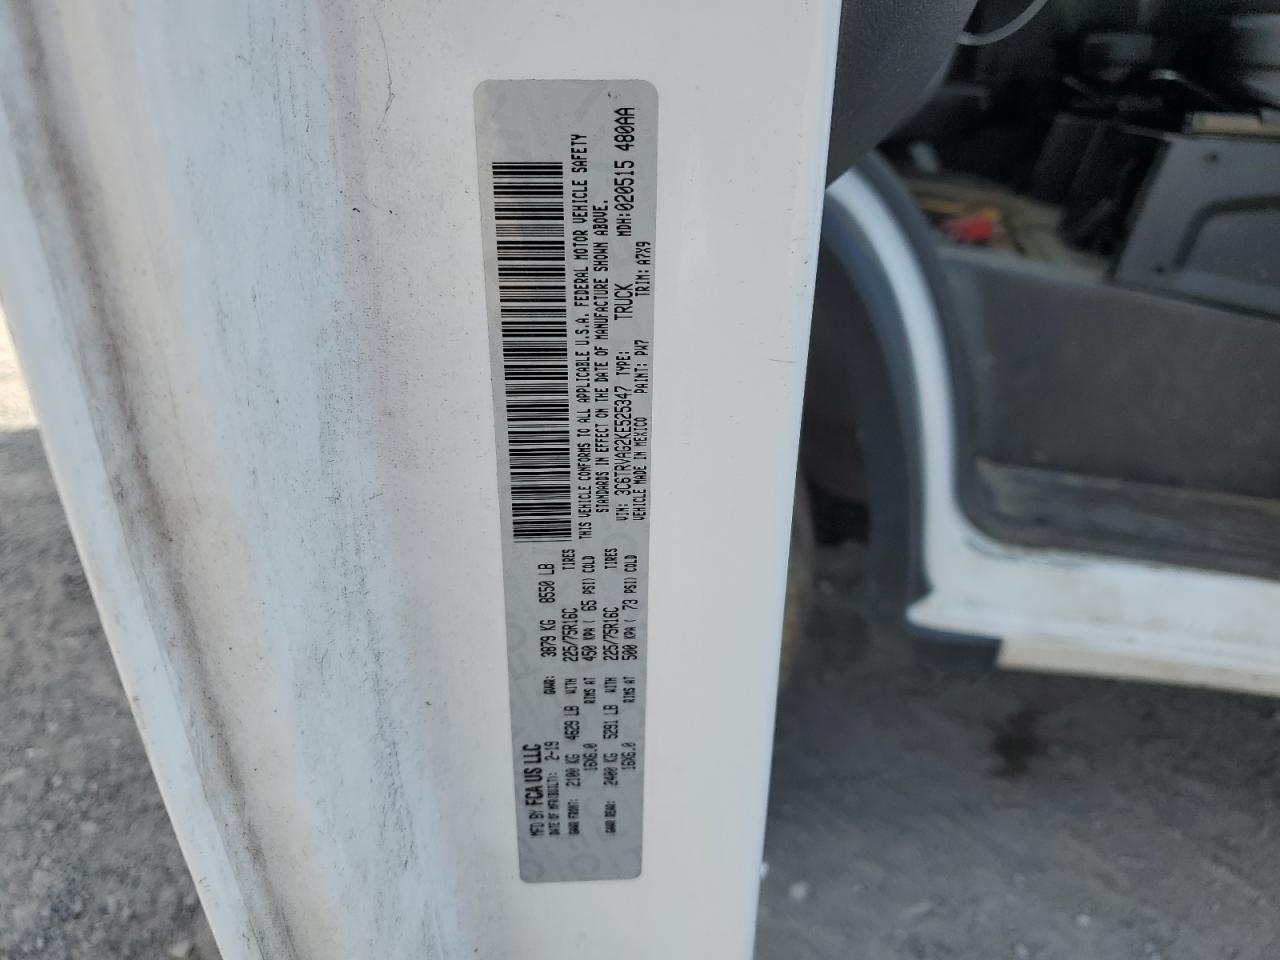 MFD BY FCA US LLC
DATE OF MFR(BUILT): 2-19 GVWR: 3879 KG 8550 LB
GAWR FRONT: 2100 KG 4629 LB WITH 225/75R16C TIRES
16X6.0 RIMS AT 450 KPA ( 65 PSI) COLD
GAWR REAR: 2400 KG 5291 LB WITH 225/75R16C TIRES
16X6.0 RIMS AT 500 KPA ( 73 PSI) COLD
THIS VEHICLE CONFORMS TO ALL APPLICABLE U.S.A. FEDERAL MOTOR VEHICLE SAFETY
STANDARDS IN EFFECT ON THE DATE OF MANUFACTURE SHOWN ABOVE.
VIN: 3C6TRVAG2KE525347 TYPE: TRUCK MDH:020515 480AA
VEHICLE MADE IN MEXICO PAINT: PW7 TRIM: A7X9